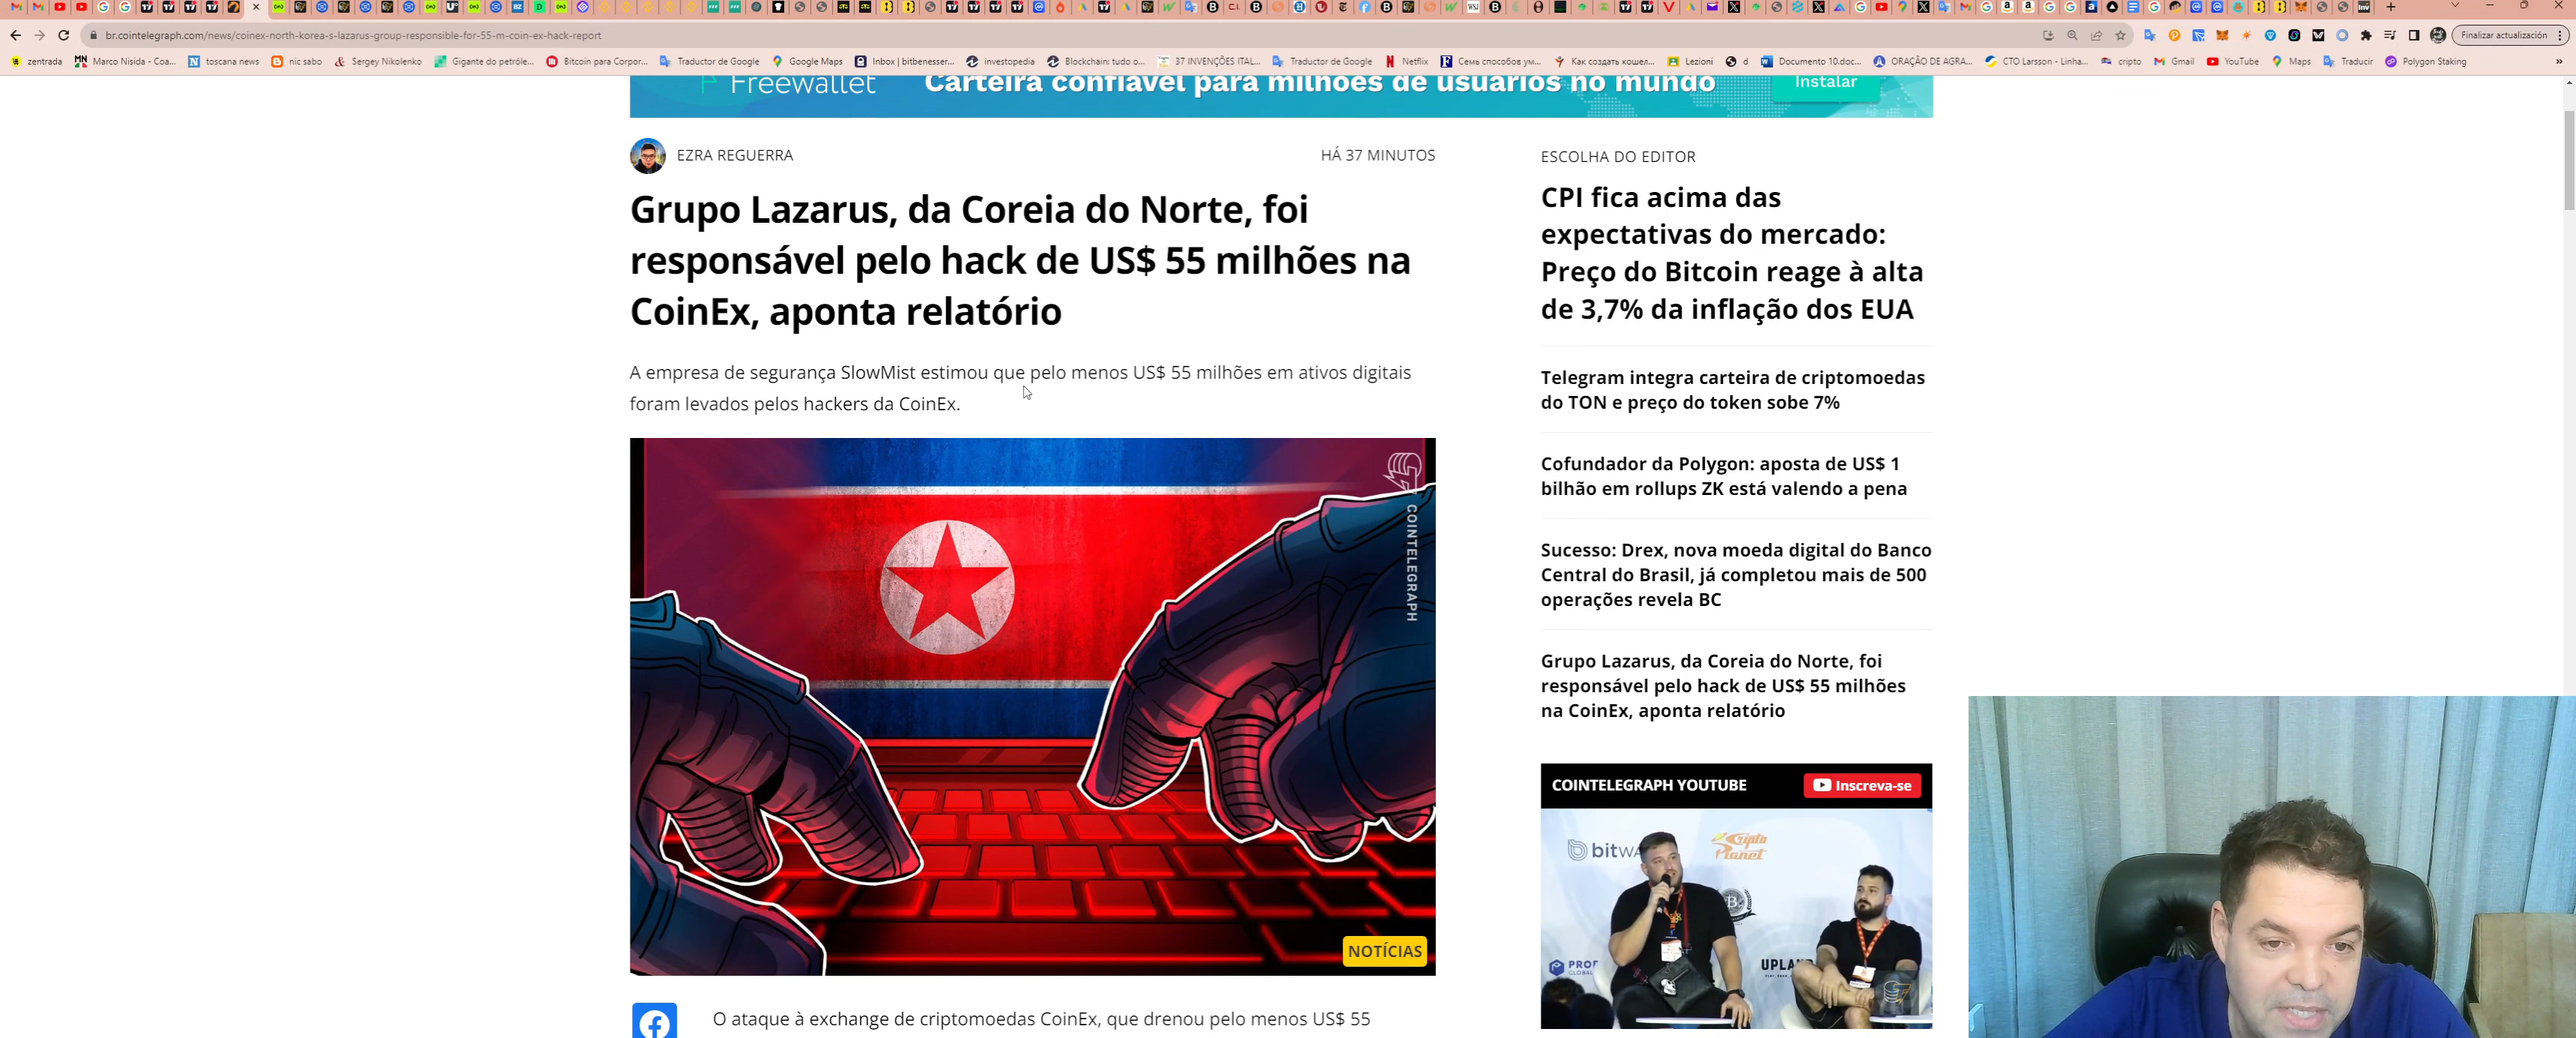 br.cointelegraph.com/news/coinex-north-korea-s-lazarus-group-responsible-for-55-m-coin-ex-hack-report
Finalizar actualización
zentrada
Marco Nisida - Coa...
toscana news
nic sabo
Sergey Nikolenko
Gigante do petróle...
Bitcoin para Corpor...
Traductor de Google
Google Maps
Inbox | bitbenesser...
investopedia
Blockchain: tudo o...
37 INVENÇÕES ITAL...
Traductor de Google
Netflix
Семь способов ум...
Как создать кошел...
Lezioni
d
Documento 10.doc...
ORAÇÃO DE AGRA...
CTO Larsson - Linha...
cripto
Gmail
YouTube
Maps
Traducir
Polygon Staking
»
Freewallet
Carteira confiável para milhões de usuários no mundo
Instalar
EZRA REGUERRA
HÁ 37 MINUTOS
Grupo Lazarus, da Coreia do Norte, foi
responsável pelo hack de US$ 55 milhões na
CoinEx, aponta relatório
A empresa de segurança SlowMist estimou que pelo menos US$ 55 milhões em ativos digitais
foram levados pelos hackers da CoinEx.
COINTELEGRAPH
NOTÍCIAS
O ataque à exchange de criptomoedas CoinEx, que drenou pelo menos US$ 55
ESCOLHA DO EDITOR
CPI fica acima das
expectativas do mercado:
Preço do Bitcoin reage à alta
de 3,7% da inflação dos EUA
Telegram integra carteira de criptomoedas
do TON e preço do token sobe 7%
Cofundador da Polygon: aposta de US$ 1
bilhão em rollups ZK está valendo a pena
Sucesso: Drex, nova moeda digital do Banco
Central do Brasil, já completou mais de 500
operações revela BC
Grupo Lazarus, da Coreia do Norte, foi
responsável pelo hack de US$ 55 milhões
na CoinEx, aponta relatório
COINTELEGRAPH YOUTUBE
Inscreva-se
Cripto
Planet